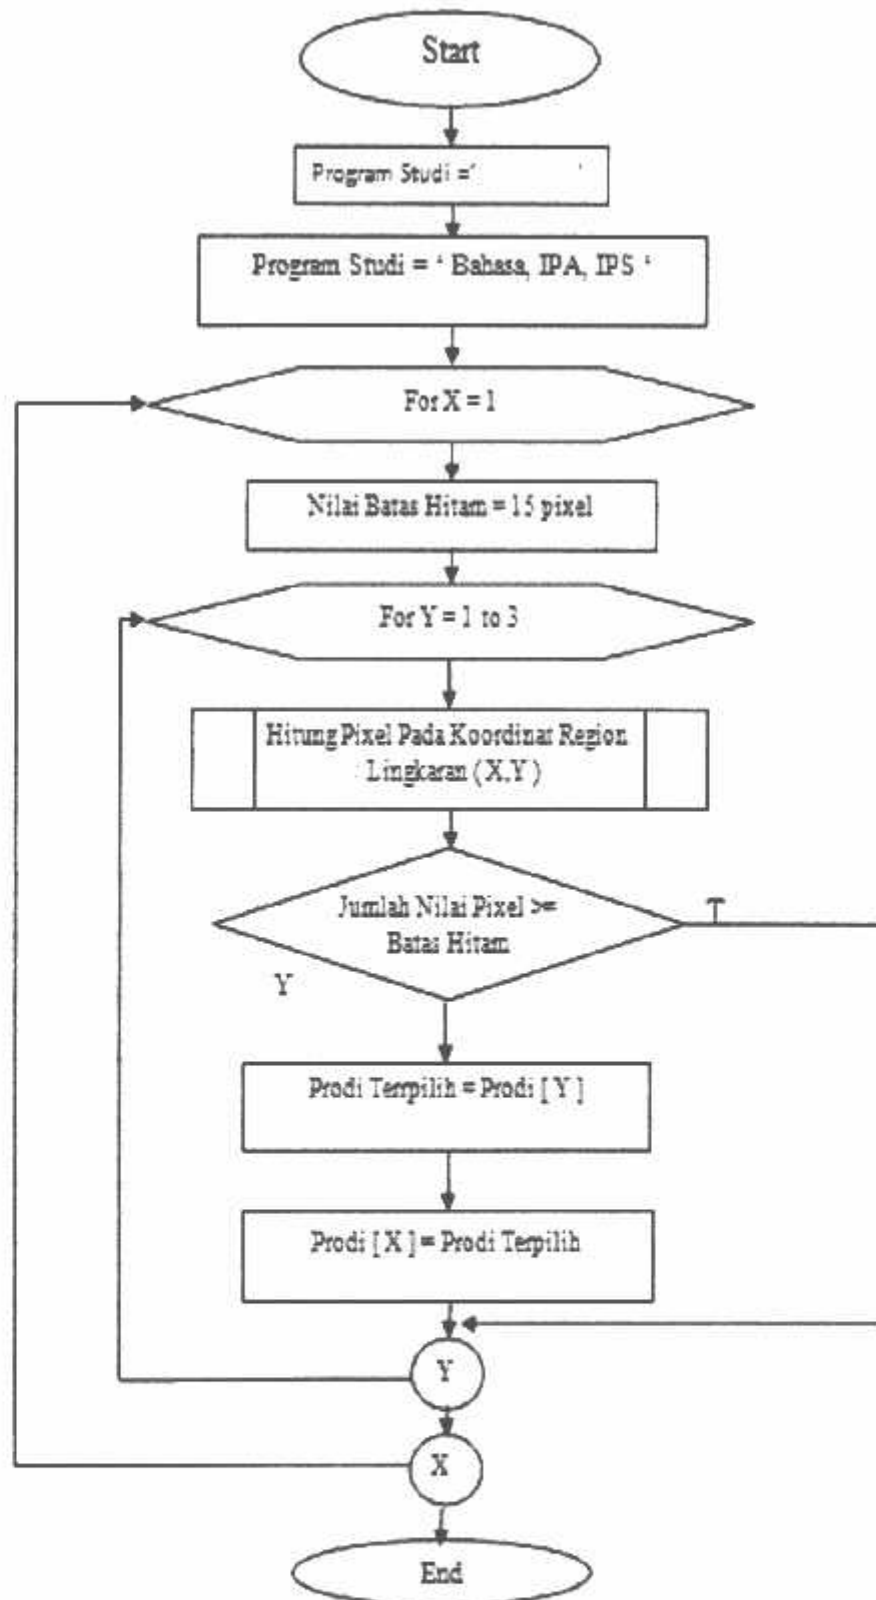 Start
Program Studi =‘ ‘
Program Studi = ‘ Bahasa, IPA, IPS ‘
For X = 1
Nilai Batas Hitam = 15 pixel
For Y = 1 to 3
Hitung Pixel Pada Koordinat Region
Lingkaran ( X,Y )
Jumlah Nilai Pixel >=
Batas Hitam
T
Y
Prodi Terrpilih = Prodi [ Y ]
Prodi [ X ] = Prodi Terpilih
Y
X
End